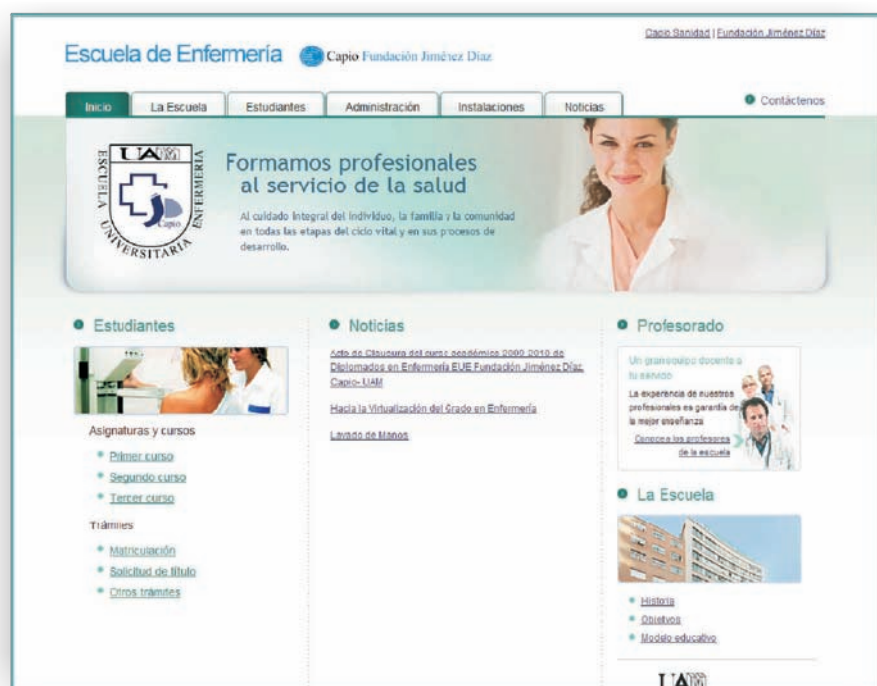 Capio Sanidad | Fundación Jiménez Díaz
Escuela de Enfermería
Capio Fundación Jiménez Díaz
Inicio
La Escuela
Estudiantes
Administración
Instalaciones
Noticias
Contáctenos
UAM
ESCUELA UNIVERSITARIA ENFERMERÍA
Capio
Formamos profesionales
al servicio de la salud
Al cuidado integral del individuo, la familia y la comunidad
en todas las etapas del ciclo vital y en sus procesos de
desarrollo.
Estudiantes
Asignaturas y cursos
Primer curso
Segundo curso
Tercer curso
Trámites
Matriculación
Solicitud de título
Otros trámites
Noticias
Acto de Clausura del curso académico 2009-2010 de
Diplomados en Enfermería EUE Fundación Jiménez Díaz
Capio- UAM
Hacia la Virtualización del Grado en Enfermería
Lavado de Manos
Profesorado
Un gran equipo docente a
tu servicio
La experiencia de nuestros
profesionales es garantía de
la mejor enseñanza
Conoce a los profesores
de la escuela
La Escuela
Historia
Objetivos
Modelo educativo
UAM